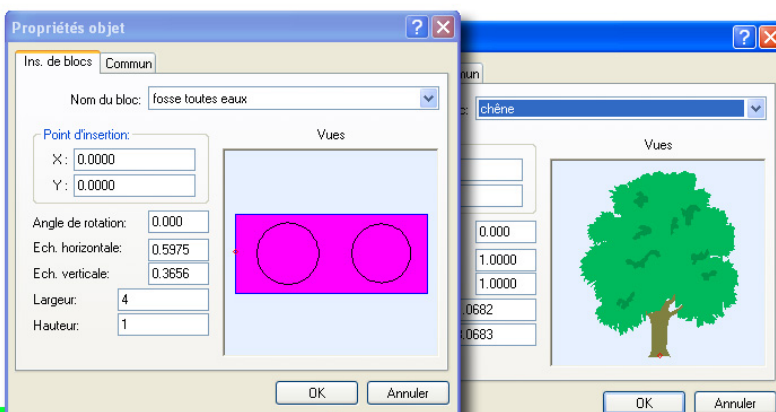 Propriétés objet
Ins. de blocs Commun
Nom du bloc: fosse toutes eaux
Point d'insertion:
X: 0.0000
Y: 0.0000
Vues
Angle de rotation: 0.000
Ech. horizontale: 0.5975
Ech. verticale: 0.3656
Largeur: 4
Hauteur: 1
OK Annuler
chêne
Vues
0.000
1.0000
1.0000
.0682
.0683
OK Annuler